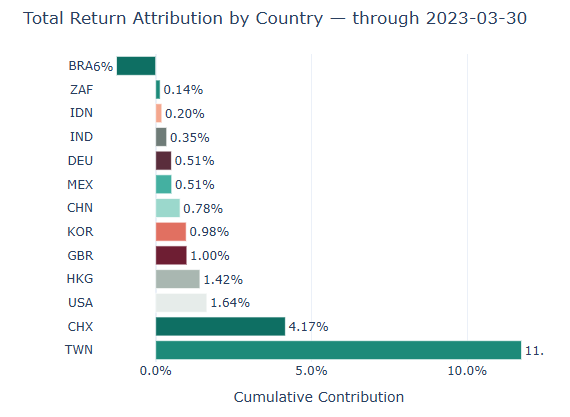 Total Return Attribution by Country — through 2023-03-30
BRA6%
ZAF 0.14%
IDN 0.20%
IND 0.35%
DEU 0.51%
MEX 0.51%
CHN 0.78%
KOR 0.98%
GBR 1.00%
HKG 1.42%
USA 1.64%
CHX 4.17%
TWN 11.
0.0% 5.0% 10.0%
Cumulative Contribution